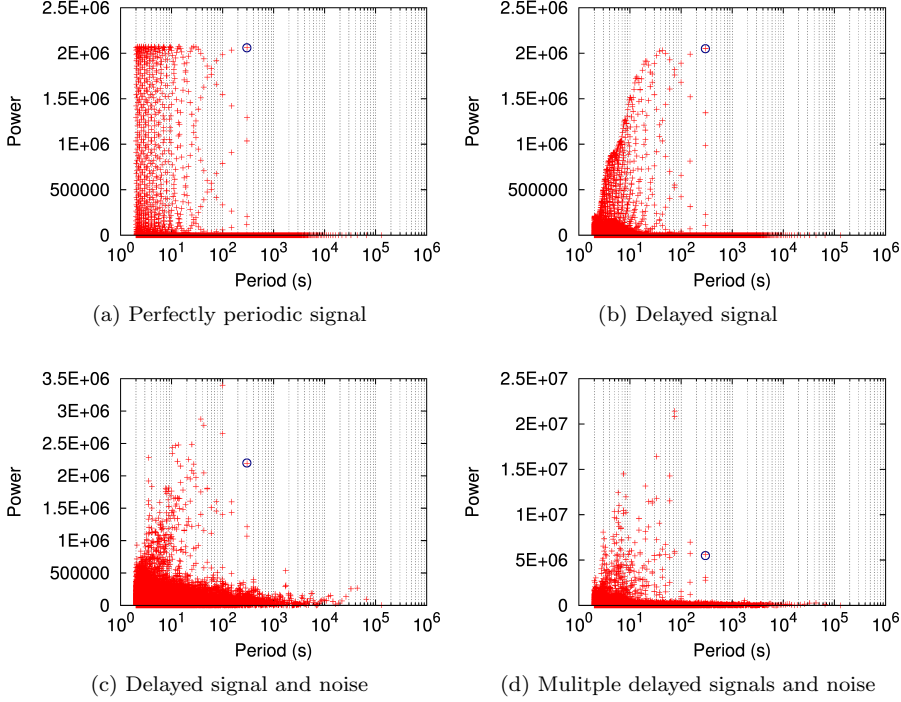 2.5E+06
2E+06
1.5E+06
1E+06
500000
0
Power
10^0 10^1 10^2 10^3 10^4 10^5 10^6
Period (s)
(a) Perfectly periodic signal
2.5E+06
2E+06
1.5E+06
1E+06
500000
0
Power
10^0 10^1 10^2 10^3 10^4 10^5 10^6
Period (s)
(b) Delayed signal
3.5E+06
3E+06
2.5E+06
2E+06
1.5E+06
1E+06
500000
0
Power
10^0 10^1 10^2 10^3 10^4 10^5 10^6
Period (s)
(c) Delayed signal and noise
2.5E+07
2E+07
1.5E+07
1E+07
5E+06
0
Power
10^0 10^1 10^2 10^3 10^4 10^5 10^6
Period (s)
(d) Mulitple delayed signals and noise